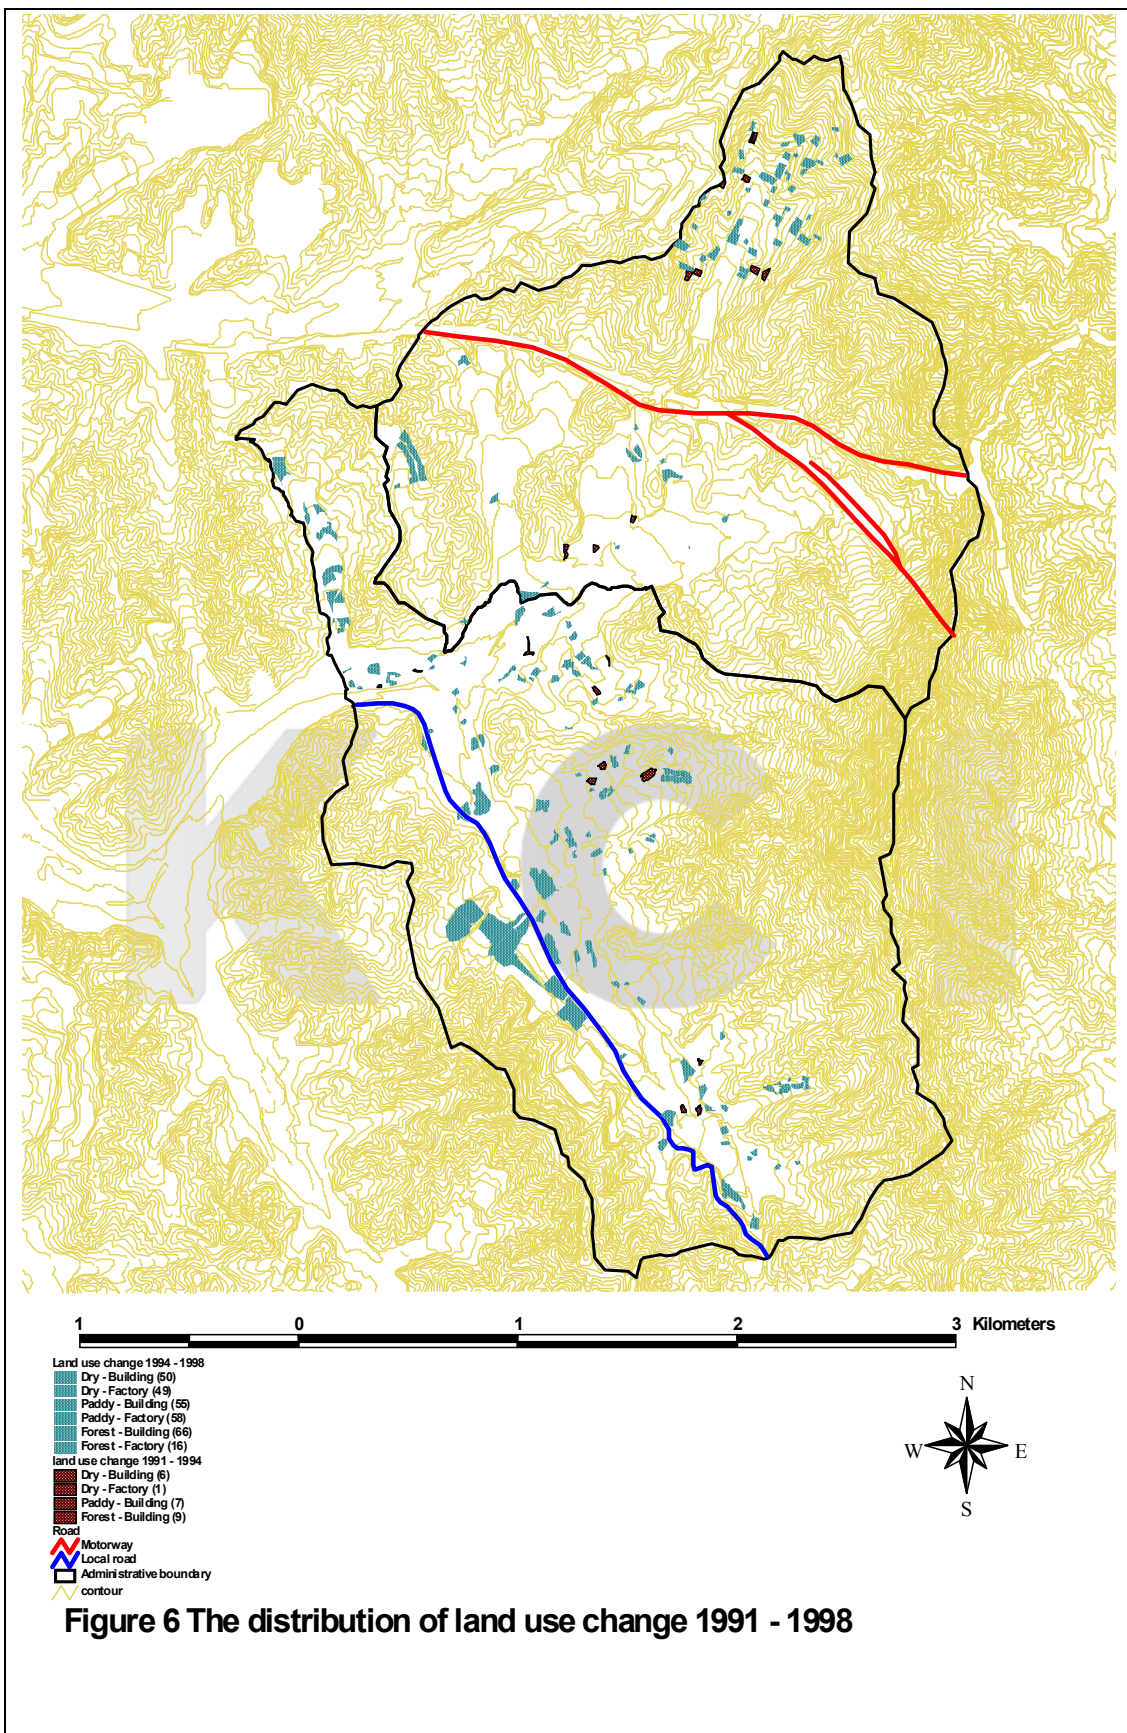 KCI
1 0 1 2 3 Kilometers
Land use change 1994 - 1998
Dry - Building (50)
Dry - Factory (49)
Paddy - Building (55)
Paddy - Factory (58)
Forest - Building (66)
Forest - Factory (16)
land use change 1991 - 1994
Dry - Building (6)
Dry - Factory (1)
Paddy - Building (7)
Forest - Building (9)
Road
Motorway
Local road
Administrative boundary
contour
N
W E
S
Figure 6 The distribution of land use change 1991 - 1998